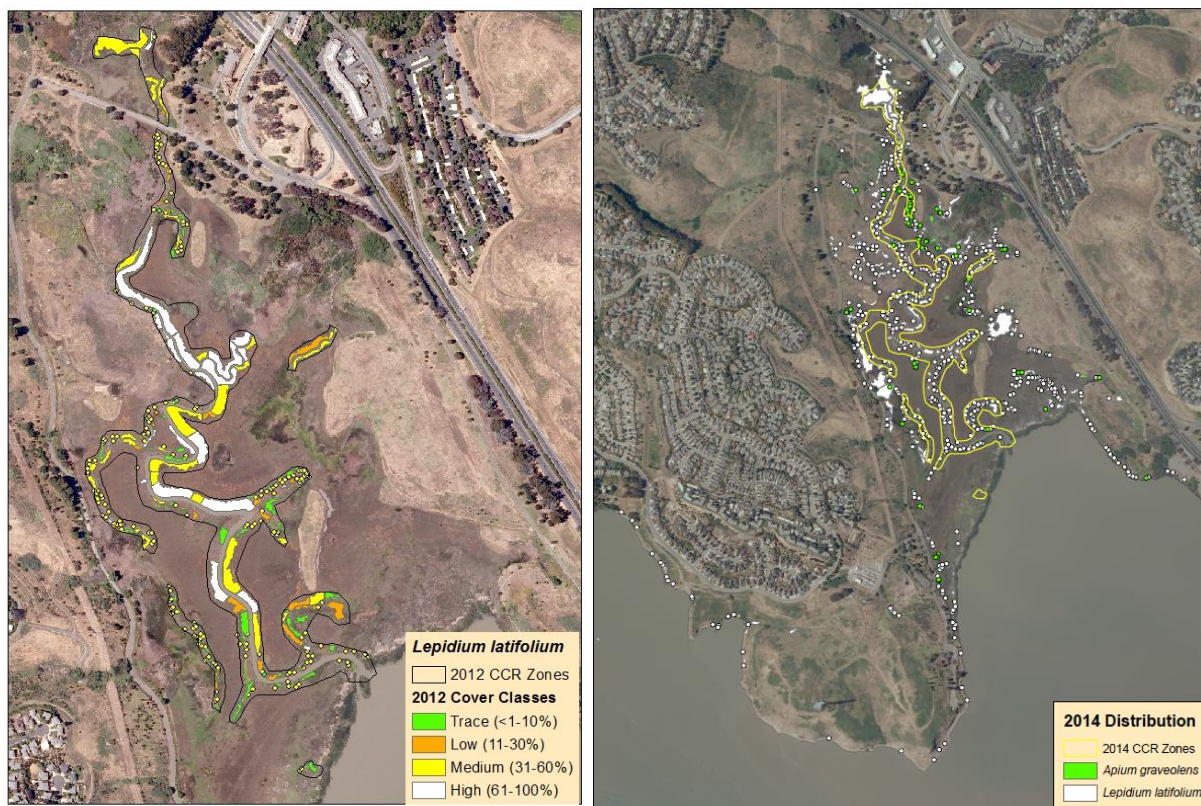 Lepidium latifolium
2012 CCR Zones
2012 Cover Classes
Trace (<1-10%)
Low (11-30%)
Medium (31-60%)
High (61-100%)
2014 Distribution
2014 CCR Zones
Apium graveolens
Lepidium latifolium